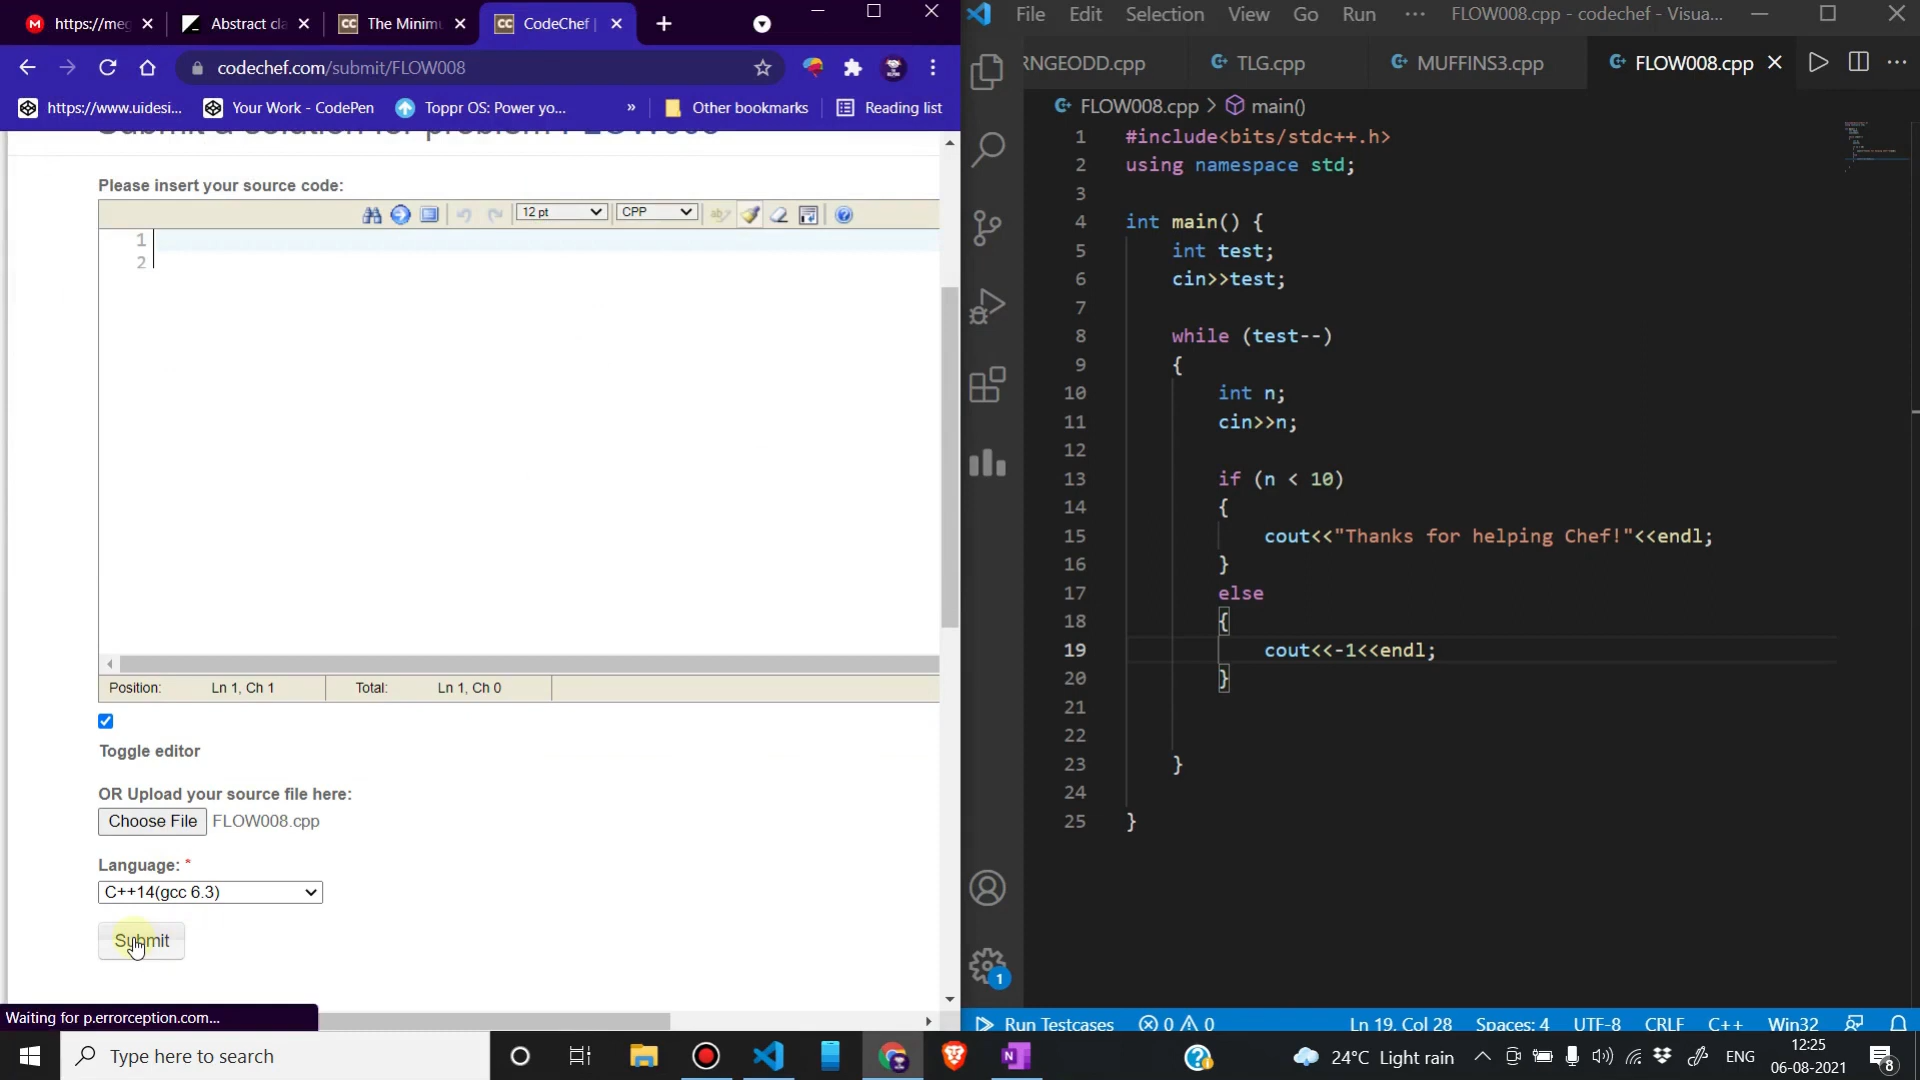 https://meg
Abstract cla
The Minimu
CodeChef |
codechef.com/submit/FLOW008
https://www.uidesi...
Your Work - CodePen
Toppr OS: Power yo...
»
Other bookmarks
Reading list
Submit a solution for problem FLOW008
Please insert your source code:
12 pt
CPP
1
2
Position:
Ln 1, Ch 1
Total:
Ln 1, Ch 0
Toggle editor
OR Upload your source file here:
Choose File FLOW008.cpp
Language: *
C++14(gcc 6.3)
Submit
Waiting for p.errorception.com...
File Edit Selection View Go Run ··· FLOW008.cpp - codechef - Visua...
RNGEODD.cpp
TLG.cpp
MUFFINS3.cpp
FLOW008.cpp
FLOW008.cpp > main()
1 #include<bits/stdc++.h>
2 using namespace std;
3
4 int main() {
5 int test;
6 cin>>test;
7
8 while (test--)
9 {
10 int n;
11 cin>>n;
12
13 if (n < 10)
14 {
15 cout<<"Thanks for helping Chef!"<<endl;
16 }
17 else
18 {
19 cout<<-1<<endl;
20 }
21
22
23 }
24
25 }
1
Run Testcases
0 0
Ln 19, Col 28
Spaces: 4
UTF-8
CRLF
C++
Win32
Type here to search
24°C Light rain
ENG
12:25
06-08-2021
8